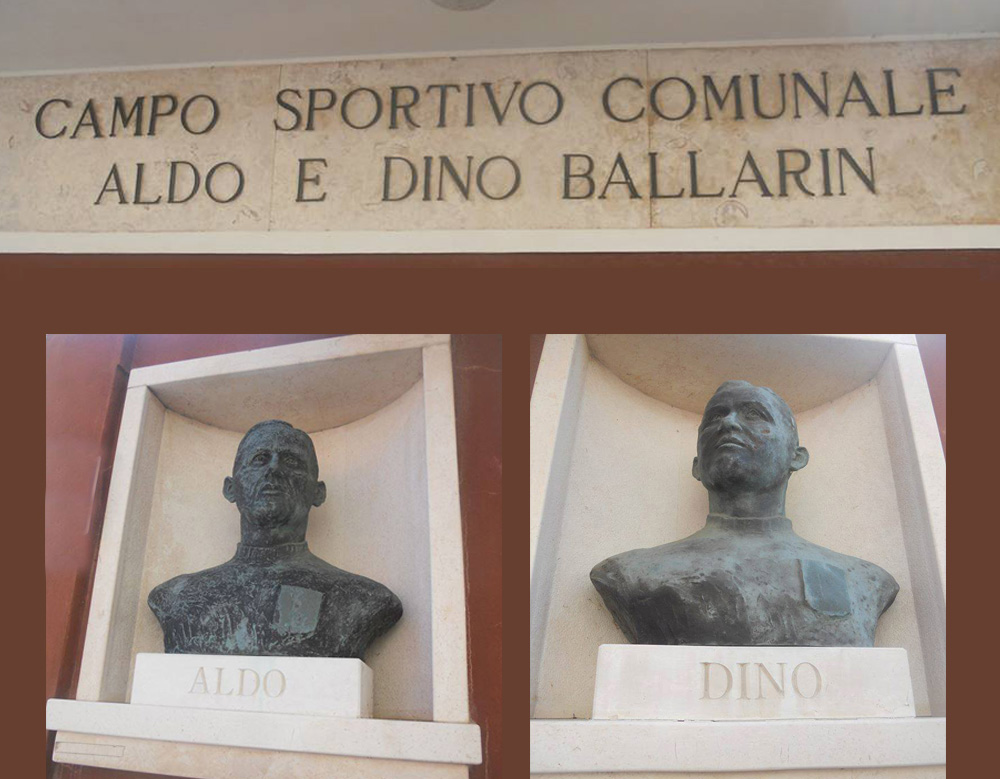 CAMPO SPORTIVO COMUNALE
ALDO E DINO BALLARIN
ALDO
DINO